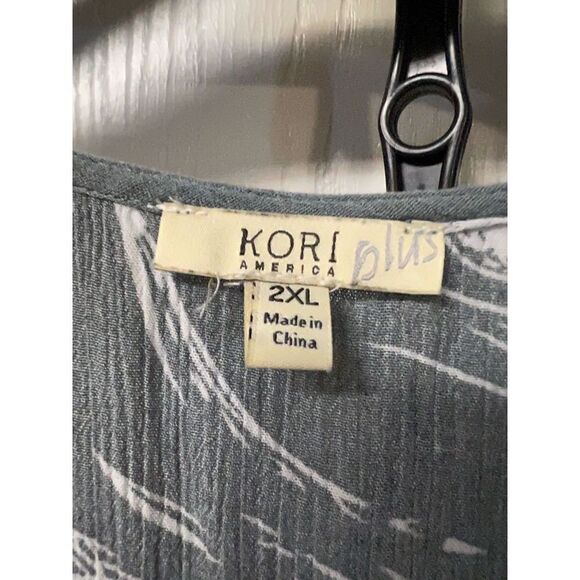 KORI plus
AMERICA
2XL
Made in
China